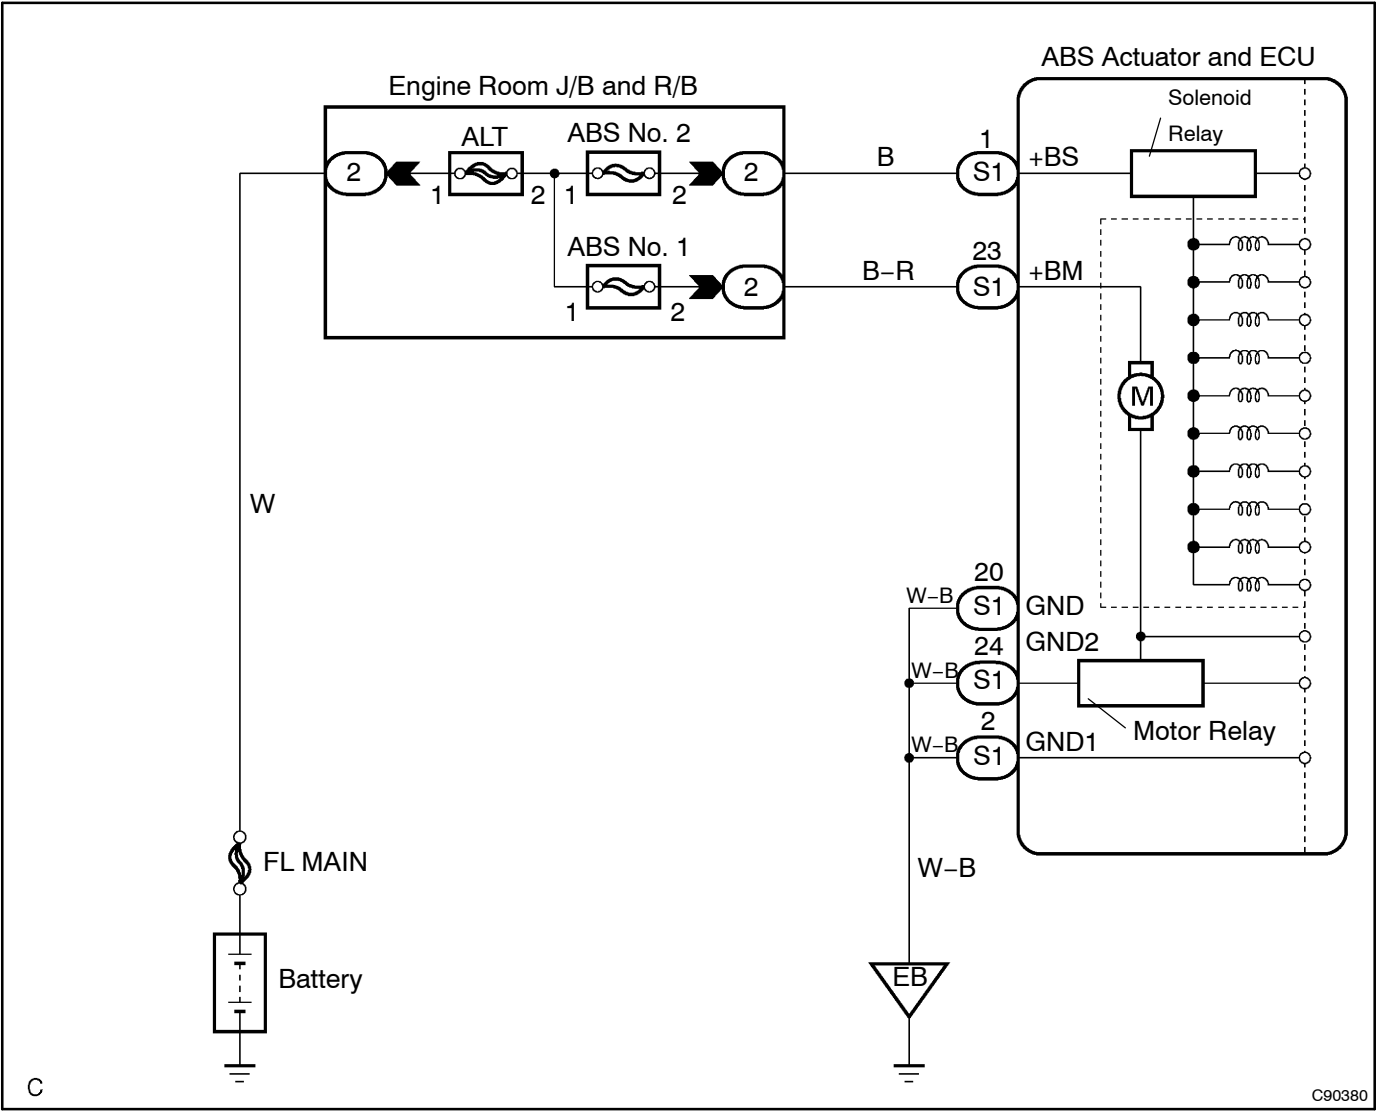 ABS Actuator and ECU
Engine Room J/B and R/B
Solenoid
Relay
ALT
ABS No. 2
2
1
2
1
2
2
B
1
S1
+BS
ABS No. 1
1
2
2
B-R
23
S1
+BM
M
W
20
W-B
S1
GND
24
GND2
W-B
S1
2
Motor Relay
W-B
S1
GND1
FL MAIN
W-B
Battery
EB
C
C90380